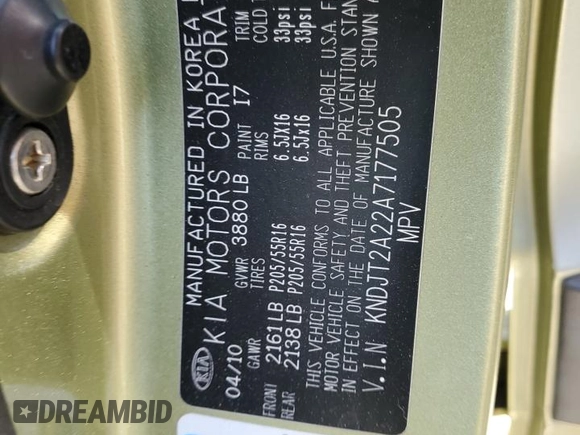 MANUFACTURED IN KOREA
KIA KIA MOTORS CORPORAT
04/10 GVWR 3880 LB PAINT I7 TRIM
GAWR TIRES RIMS COLD
FRONT 2161 LB P205/55R16 6.5JX16 33psi
REAR 2138 LB P205/55R16 6.5JX16 33psi
THIS VEHICLE CONFORMS TO ALL APPLICABLE U.S.A. F
MOTOR VEHICLE SAFETY AND THEFT PREVENTION STAN
IN EFFECT ON THE DATE OF MANUFACTURE SHOWN A
V.I.N KNDJT2A22A7177505
MPV
DREAMBID